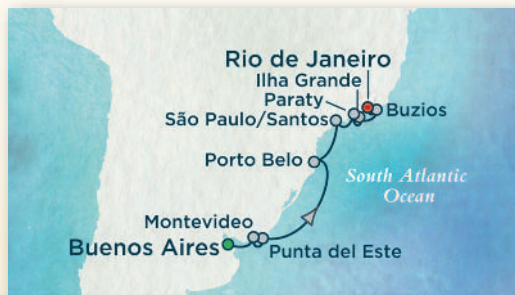 Rio de Janeiro
Ilha Grande
Paraty
São Paulo/Santos
Buzios
Porto Belo
South Atlantic
Ocean
Montevideo
Buenos Aires
Punta del Este